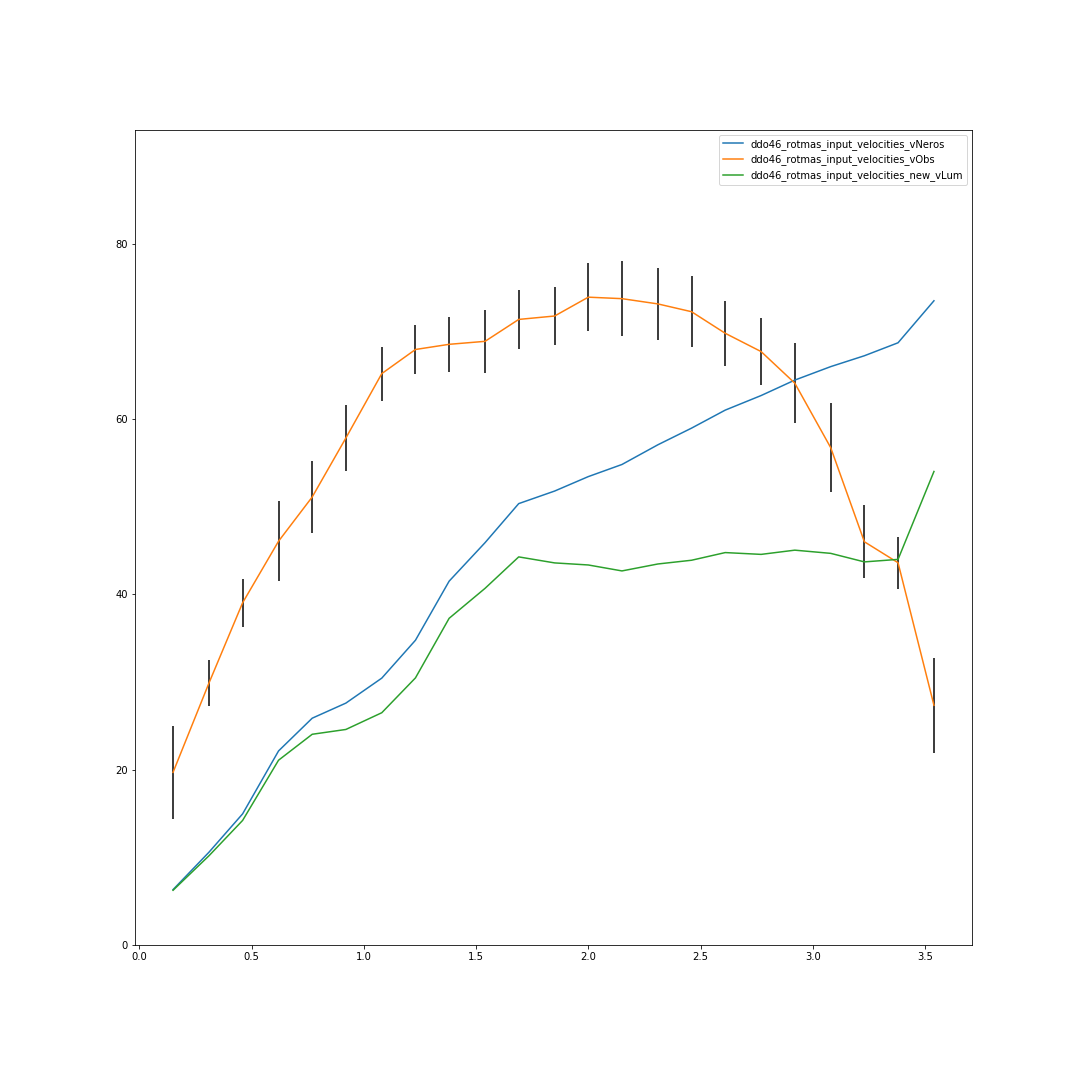 ddo46_rotmas_input_velocities_vNeros
ddo46_rotmas_input_velocities_vObs
ddo46_rotmas_input_velocities_new_vLum
80
60
40
20
0
0.0 0.5 1.0 1.5 2.0 2.5 3.0 3.5